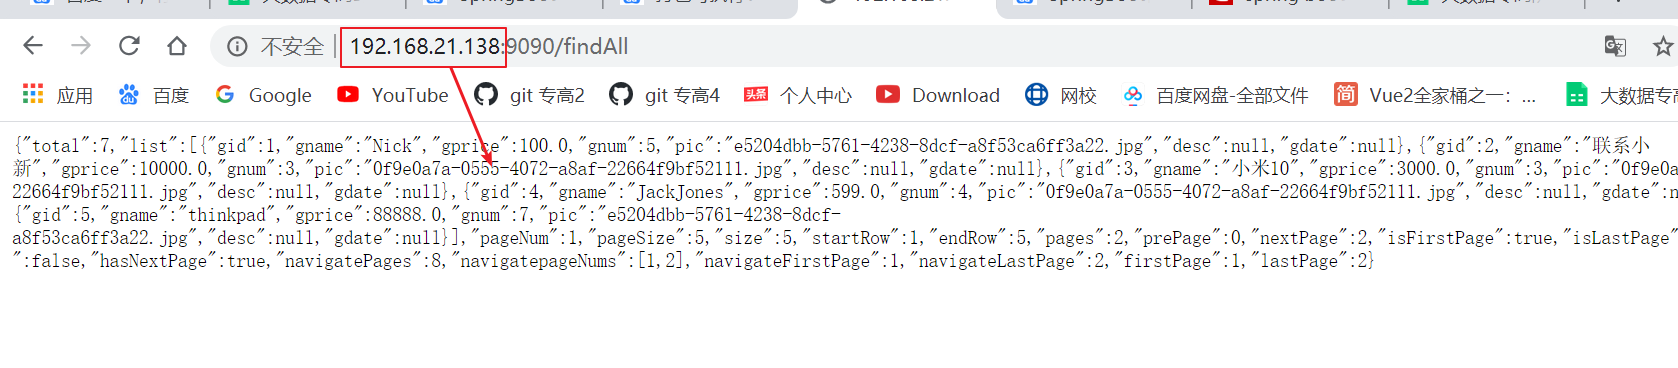 192.168.21.138:9090/findAll
不安全
应用 百度 Google YouTube git 专高2 git 专高4 头条 个人中心 Download 网校 百度网盘-全部文件 简 Vue2全家桶之一：… 大数据专高
{"total":7,"list":[{"gid":1,"gname":"Nick","gprice":100.0,"gnum":5,"pic":"e5204dbb-5761-4238-8dcf-a8f53ca6ff3a22.jpg","desc":null,"gdate":null},{"gid":2,"gname":"联系小
新","gprice":10000.0,"gnum":3,"pic":"0f9e0a7a-0555-4072-a8af-22664f9bf52111.jpg","desc":null,"gdate":null},{"gid":3,"gname":"小米10","gprice":3000.0,"gnum":3,"pic":"0f9e0a
22664f9bf52111.jpg","desc":null,"gdate":null},{"gid":4,"gname":"JackJones","gprice":599.0,"gnum":4,"pic":"0f9e0a7a-0555-4072-a8af-22664f9bf52111.jpg","desc":null,"gdate":n
{"gid":5,"gname":"thinkpad","gprice":88888.0,"gnum":7,"pic":"e5204dbb-5761-4238-8dcf-
a8f53ca6ff3a22.jpg","desc":null,"gdate":null}],"pageNum":1,"pageSize":5,"size":5,"startRow":1,"endRow":5,"pages":2,"prePage":0,"nextPage":2,"isFirstPage":true,"isLastPage"
":false,"hasNextPage":true,"navigatePages":8,"navigatepageNums":[1,2],"navigateFirstPage":1,"navigateLastPage":2,"firstPage":1,"lastPage":2}